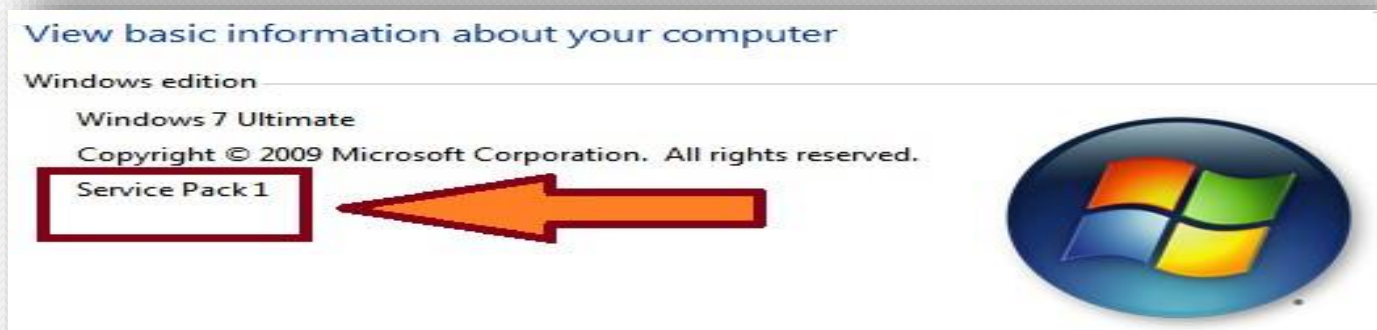 View basic information about your computer
Windows edition
Windows 7 Ultimate
Copyright © 2009 Microsoft Corporation. All rights reserved.
Service Pack 1